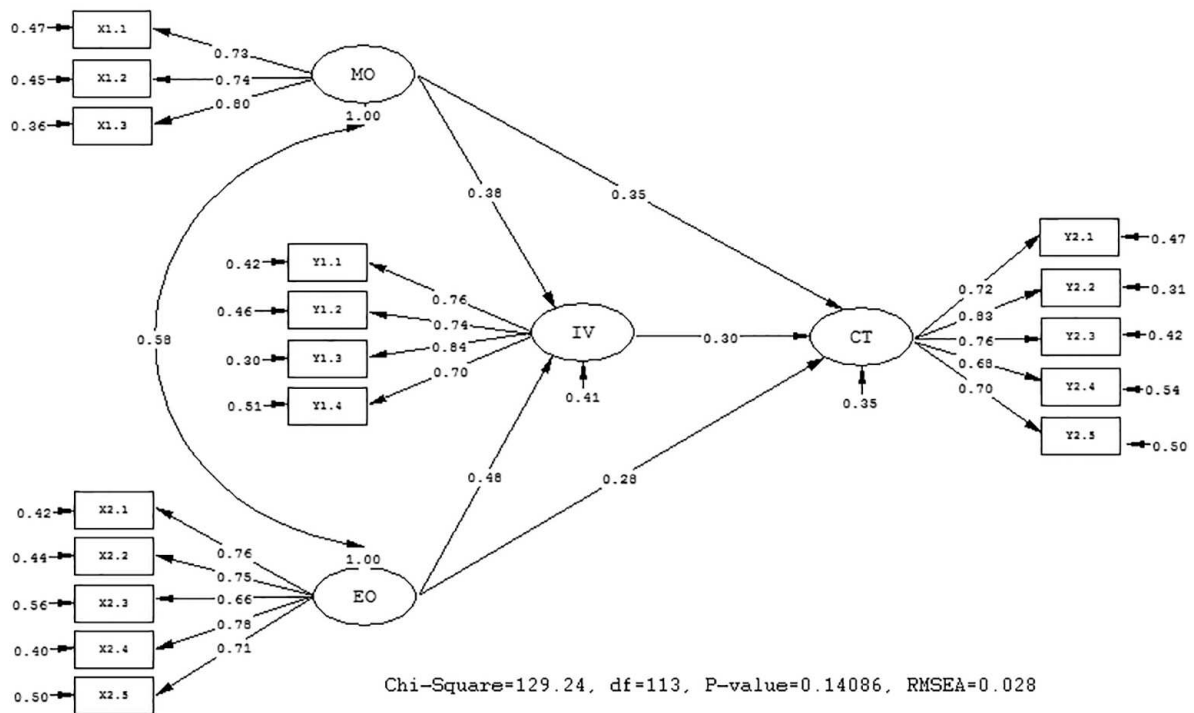 0.47 X1.1
0.73
0.45 X1.2
0.74
0.36 X1.3
0.80
MO
1.00
0.38
0.35
0.58
0.42 Y1.1
0.76
0.46 Y1.2
0.74
0.30 Y1.3
0.84
0.51 Y1.4
0.70
IV
0.41
0.30
CT
0.35
0.72
Y2.1 0.47
0.83
Y2.2 0.31
0.76
Y2.3 0.42
0.68
Y2.4 0.54
0.70
Y2.5 0.50
0.48
0.28
0.42 X2.1
0.76
0.44 X2.2
0.75
0.56 X2.3
0.66
0.40 X2.4
0.78
0.50 X2.5
0.71
1.00
EO
Chi-Square=129.24, df=113, P-value=0.14086, RMSEA=0.028